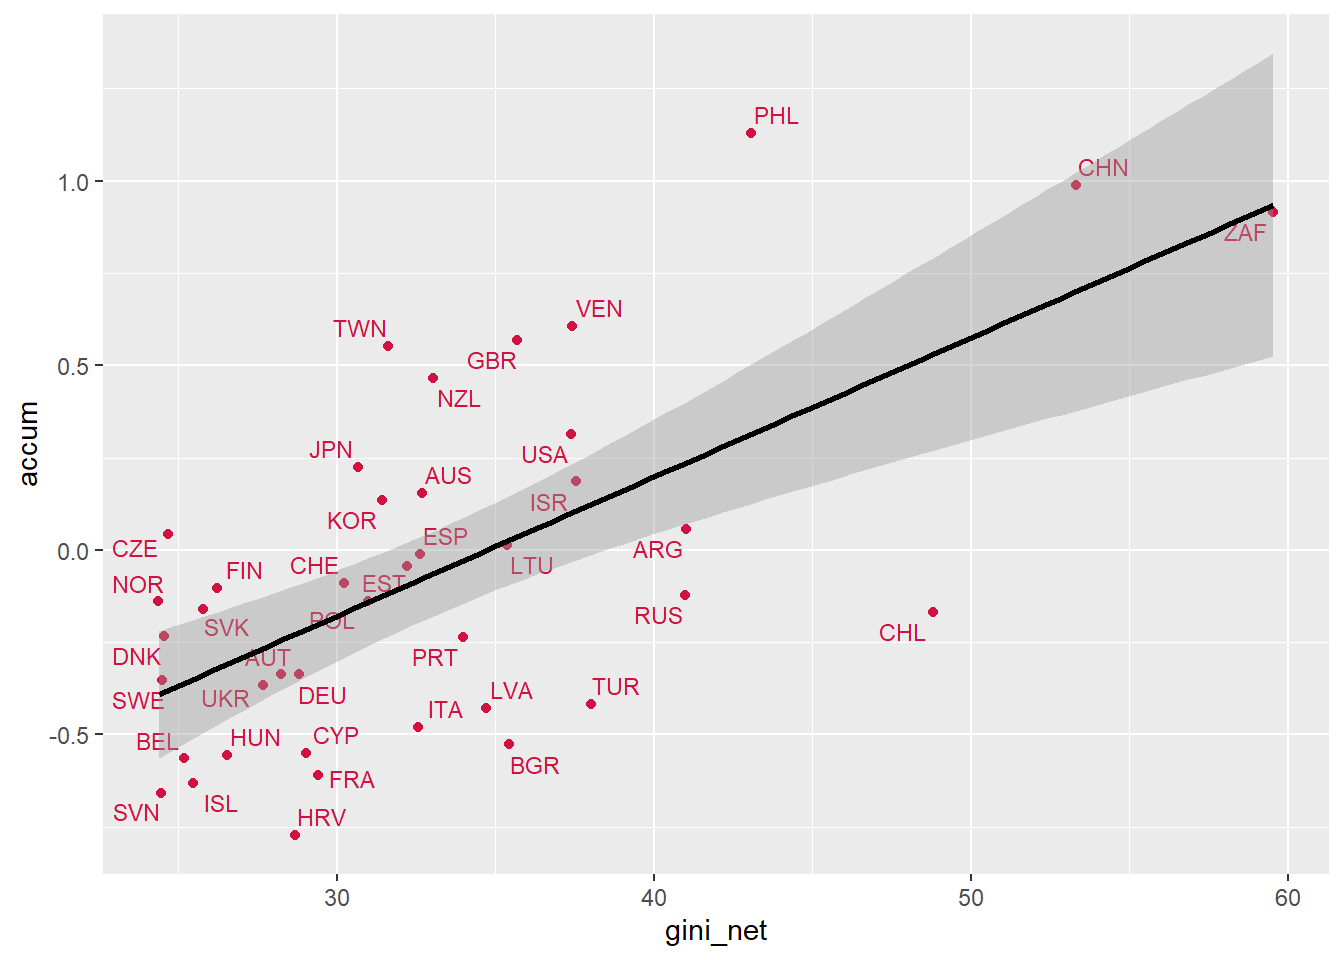 PHL
CHN
1.0
ZAF
VEN
TWN
GBR
0.5
NZL
JPN
USA
AUS
ISR
KOR
ESP
CZE
0.0
ARG
CHE
FIN
LTU
NOR
EST
RUS
POL
SVK
CHL
DNK
AUT
PRT
TUR
LVA
SWE
UKR
DEU
ITA
-0.5
BEL
HUN
CYP
BGR
FRA
ISL
SVN
HRV
accum
30
40
50
60
gini_net